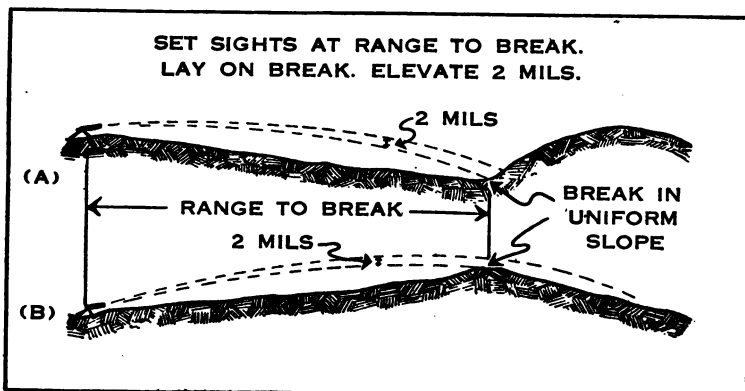 SET SIGHTS AT RANGE TO BREAK.
LAY ON BREAK. ELEVATE 2 MILS.
2 MILS
(A)
RANGE TO BREAK
BREAK IN
UNIFORM
SLOPE
2 MILS
(B)